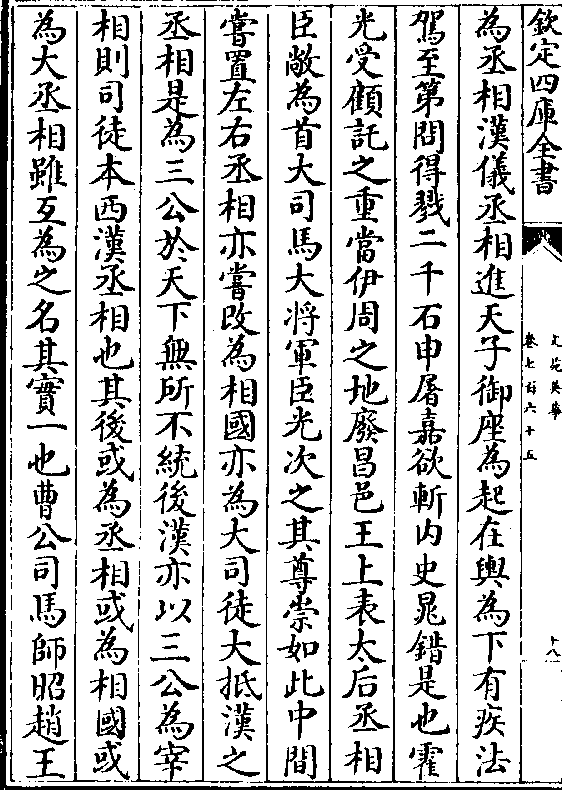 欽定四庫全書
文苑英華
卷七百六十五
十八
為丞相漢儀丞相進天子御座為起在輿為下有疾法
駕至第問得戮二千石申屠嘉欲斬内史晁錯是也霍
光受顧託之重當伊周之地廢昌邑王上表太后丞相
臣敞為首大司馬大將軍臣光次之其尊崇如此中間
嘗置左右丞相亦嘗改為相國亦為大司徒大抵漢之
丞相是為三公於天下無所不統後漢亦以三公為宰
相則司徒本西漢丞相也其後或為丞相或為相國或
為大丞相雖互為之名其實一也曹公司馬師昭趙王